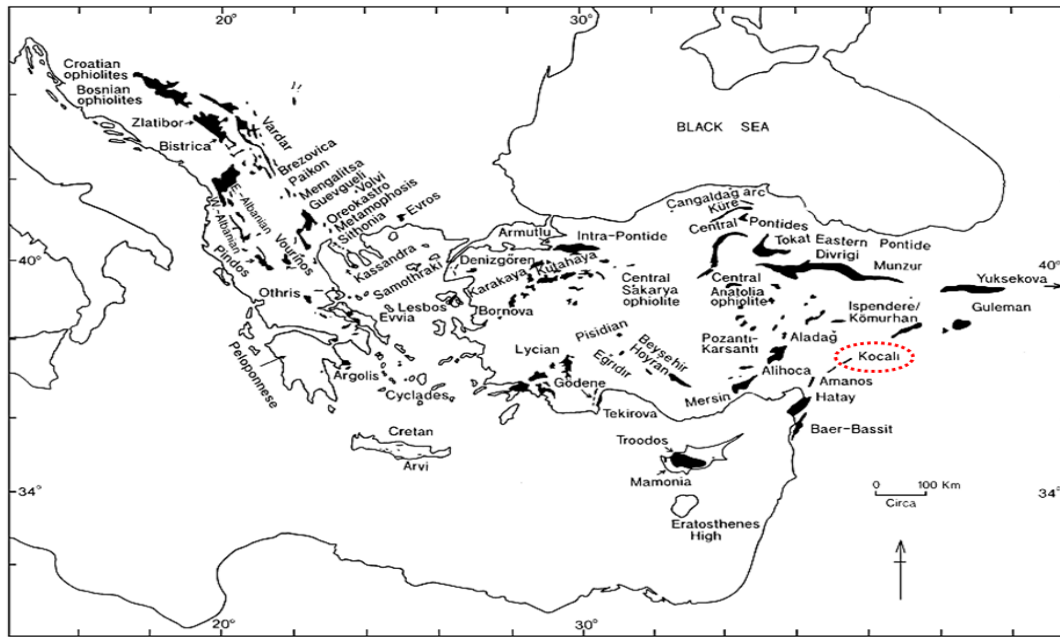 20°
30°
Croatian
ophiolites
Bosnian
ophiolites
Zlatibor
Bistrica
Vardar
Brezovica
Paikon
Mengalitsa
Guevgueli
Volvi
Oreokastro
Metamophosis
Sithonia
Evros
E-Albanian
W-Albanian
Vourinos
Pindos
40°
Kassandra
Samothraki
Othris
Evvia
Lesbos
Peloponnese
Argolis
Cyclades
Cretan
Arvi
BLACK SEA
Cangaldag arc
Küre
Central Pontides
Armutlu
Intra-Pontide
Tokat
Eastern Pontide
Divrigi
Munzur
Denizgören
Karakaya
Kutahaya
Bornova
Central
Sakarya
ophiolite
Central
Anatolia
ophiolite
40°
Yuksekova
Guleman
Ispendere/
Kömurhan
Pisidian
Beyşehir
Hoyran
Eğridir
Pozantı-
Karsantı
Aladağ
Alihoca
Kocalı
Lycian
Godene
Tekirova
Mersin
Amanos
Hatay
Baer-Bassit
Troodos
Mamonia
Eratosthenes
High
34°
0 100 Km
Circa
34°
20°
30°